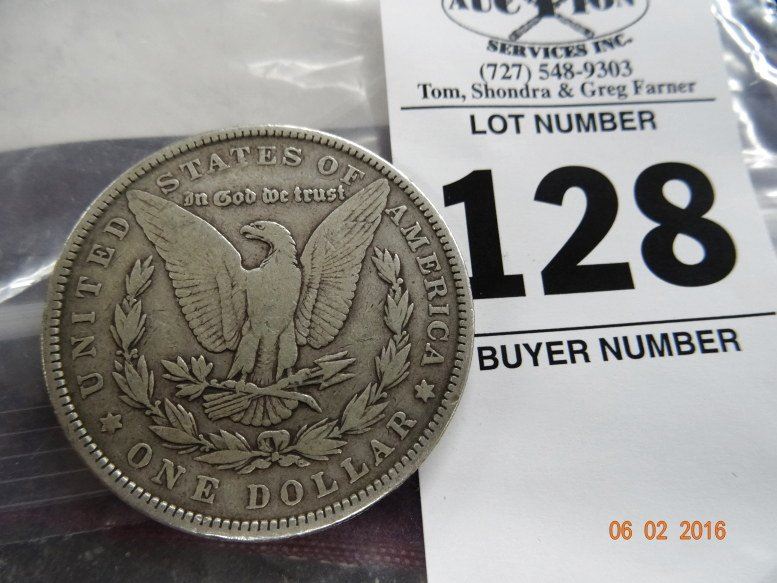 UNITED STATES OF AMERICA
In God we trust
ONE DOLLAR
AUCTION
SERVICES INC.
(727) 548-9303
Tom, Shondra & Greg Farner
LOT NUMBER
128
BUYER NUMBER
06 02 2016